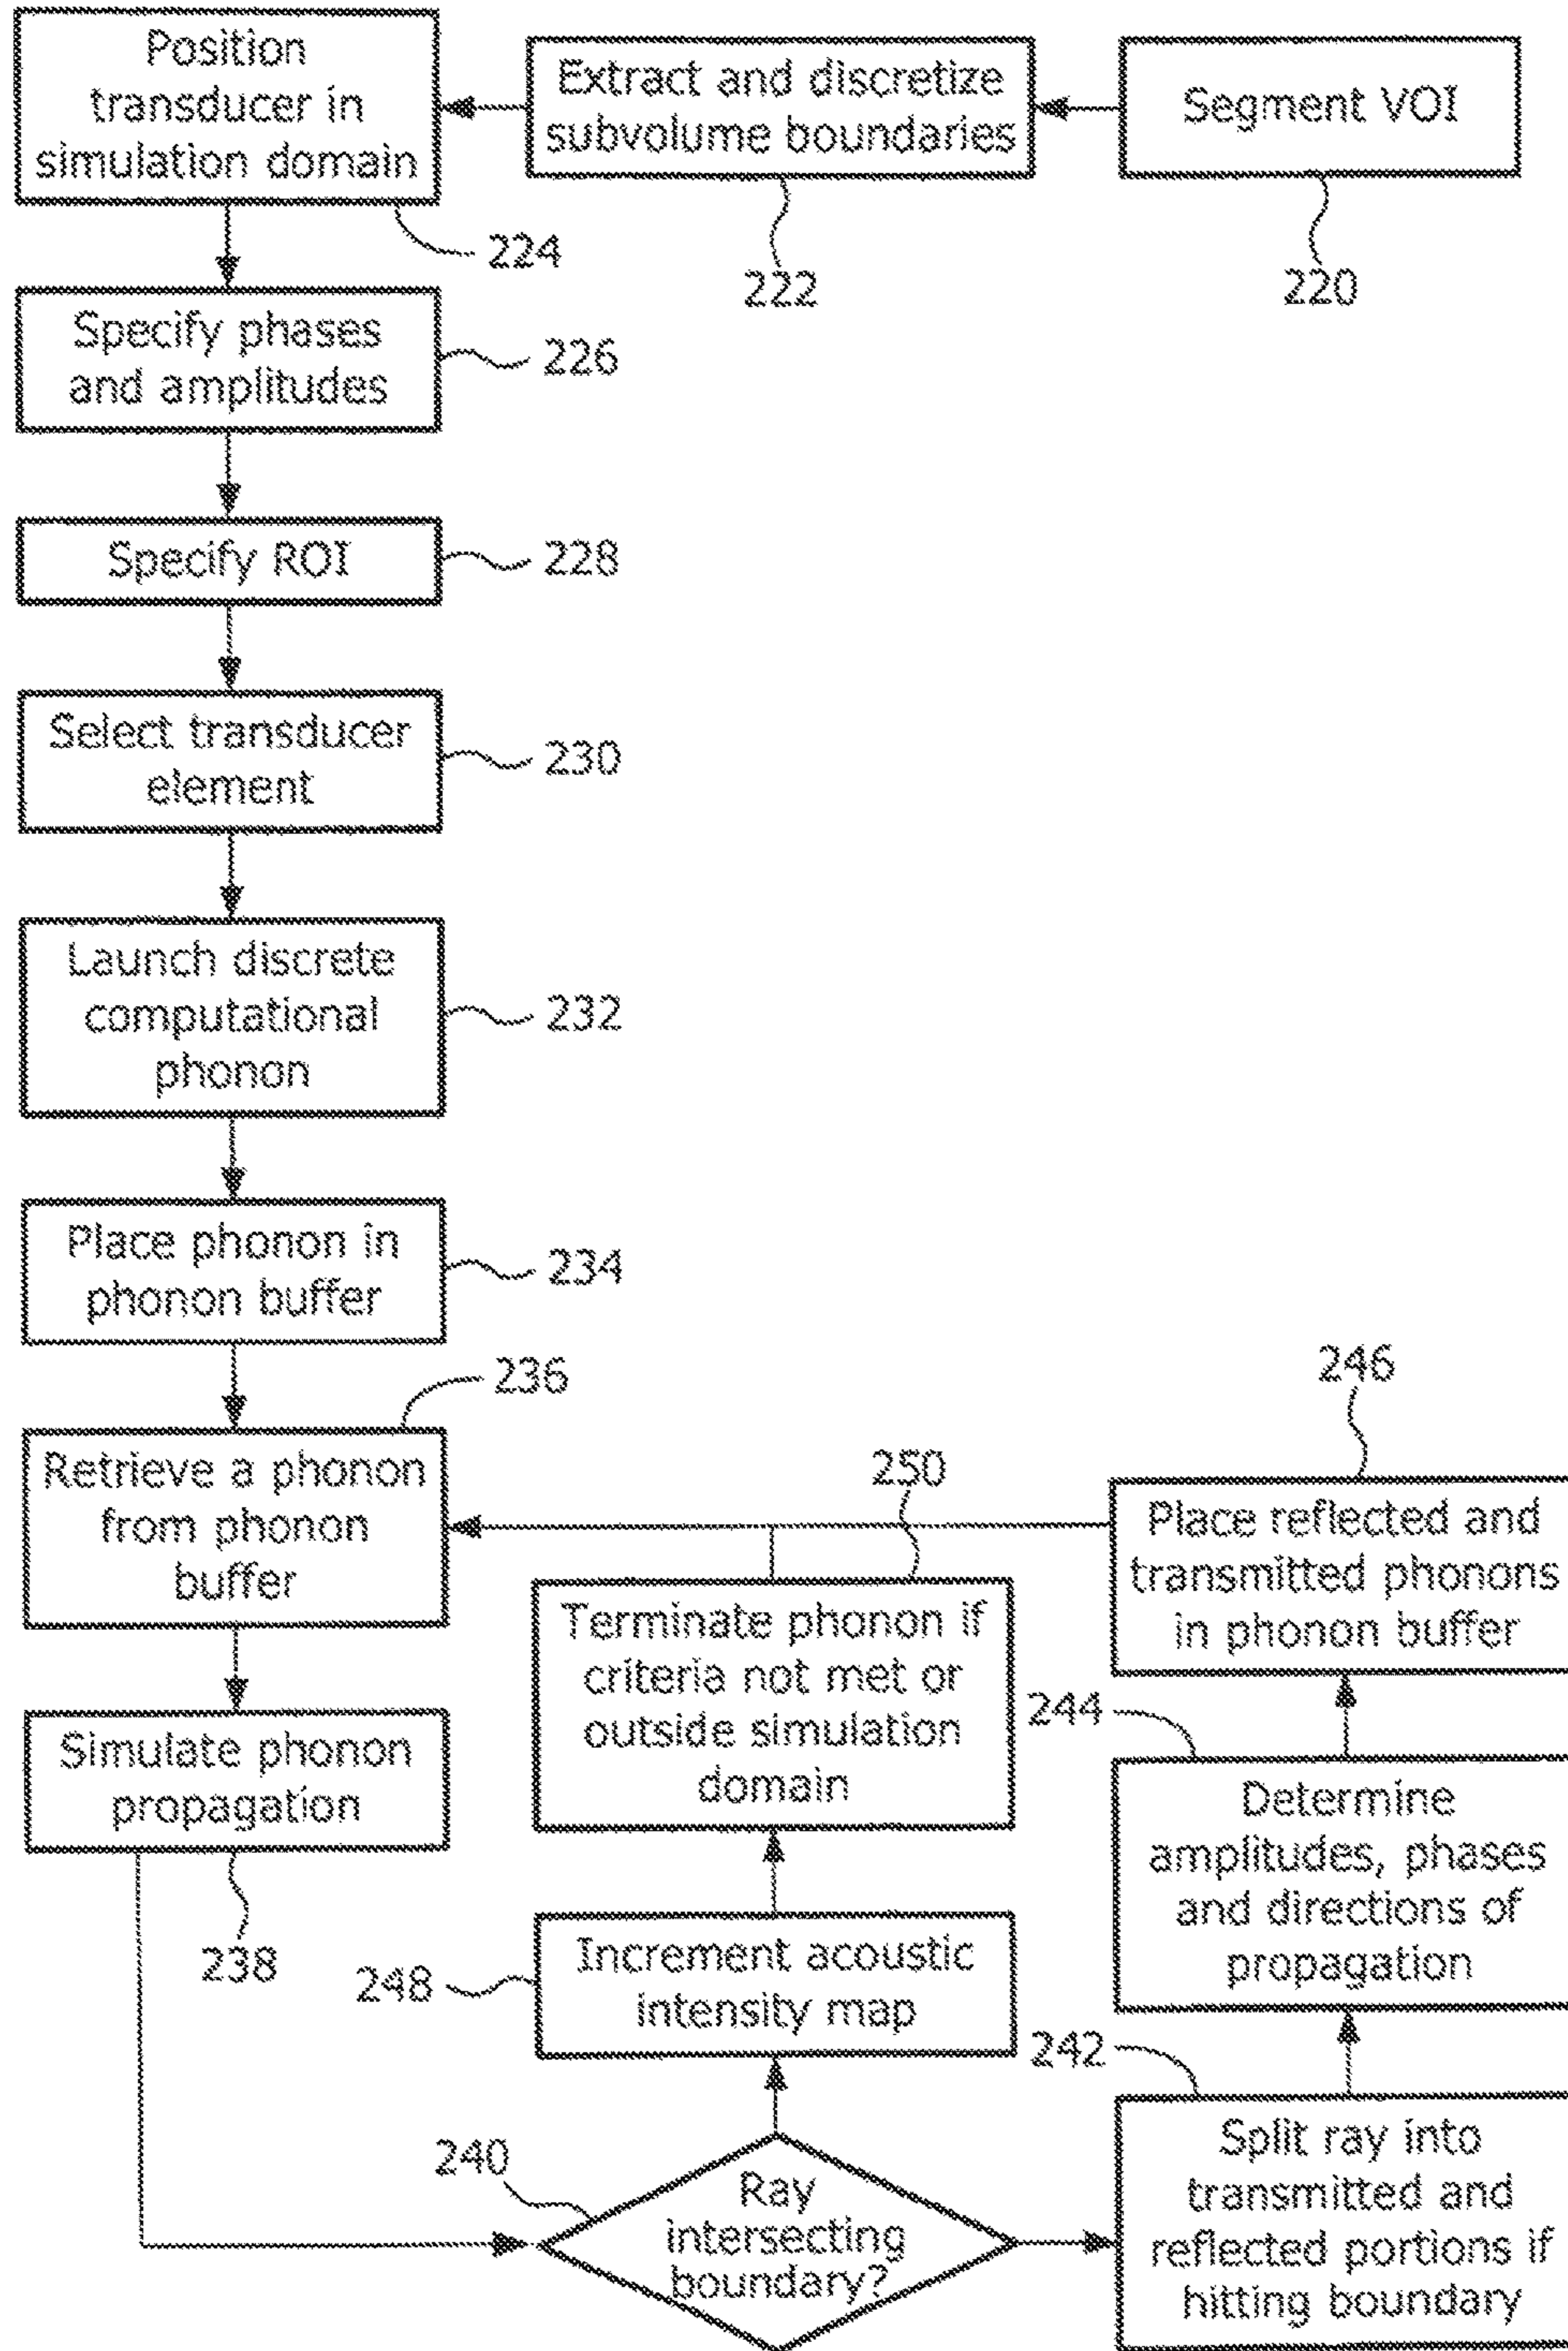 Position
transducer in
simulation domain
Extract and discretize
subvolume boundaries
Segment VOI
224
222
220
Specify phases
and amplitudes
226
Specify ROI
228
Select transducer
element
230
Launch discrete
computational
phonon
232
Place phonon in
phonon buffer
234
236
Retrieve a phonon
from phonon
buffer
Simulate phonon
propagation
238
250
Terminate phonon if
criteria not met or
outside simulation
domain
248
Increment acoustic
intensity map
240
Ray
intersecting
boundary?
246
Place reflected and
transmitted phonons
in phonon buffer
244
Determine
amplitudes, phases
and directions of
propagation
242
Split ray into
transmitted and
reflected portions if
hitting boundary